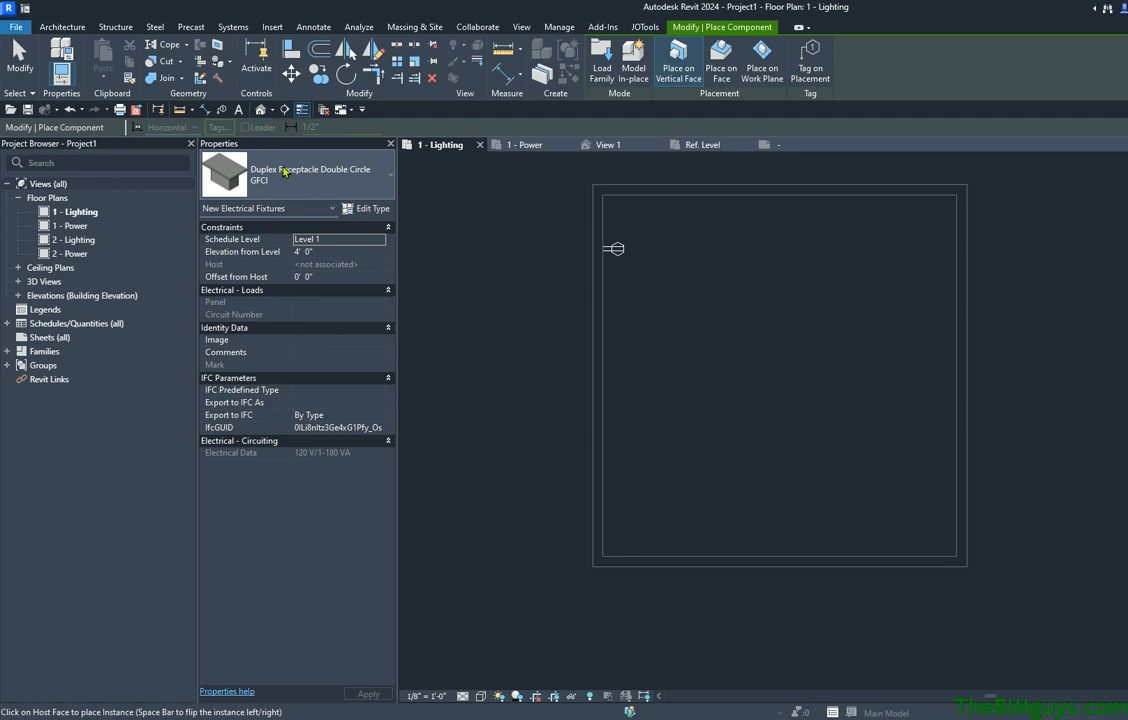 Autodesk Revit 2024 - Project1 - Floor Plan: 1 - Lighting
File Architecture Structure Steel Precast Systems Insert Annotate Analyze Massing & Site Collaborate View Manage Add-Ins JOTools Modify | Place Component
Modify Paste Cope Cut Join Activate Load Family Model In-place Place on Vertical Face Place on Face Place on Work Plane Tag on Placement
Select Properties Clipboard Geometry Controls Modify View Measure Create Mode Placement Tag
Modify | Place Component Horizontal Tags... Leader 1/2"
Project Browser - Project1
Search
Views (all)
Floor Plans
1 - Lighting
1 - Power
2 - Lighting
2 - Power
Ceiling Plans
3D Views
Elevations (Building Elevation)
Legends
Schedules/Quantities (all)
Sheets (all)
Families
Groups
Revit Links
Properties
Duplex Receptacle Double Circle
GFCI
New Electrical Fixtures Edit Type
Constraints
Schedule Level Level 1
Elevation from Level 4' 0"
Host <not associated>
Offset from Host 0' 0"
Electrical - Loads
Panel
Circuit Number
Identity Data
Image
Comments
Mark
IFC Parameters
IFC Predefined Type
Export to IFC As
Export to IFC By Type
Electrical - Circuiting
Electrical Data 120 V/1-180 VA
Properties help Apply
1 - Lighting 1 - Power View 1 Ref. Level -
1/8" = 1'-0"
Click on Host Face to place Instance (Space Bar to flip the instance left/right)
:0 Main Model
TheBIMguys.com